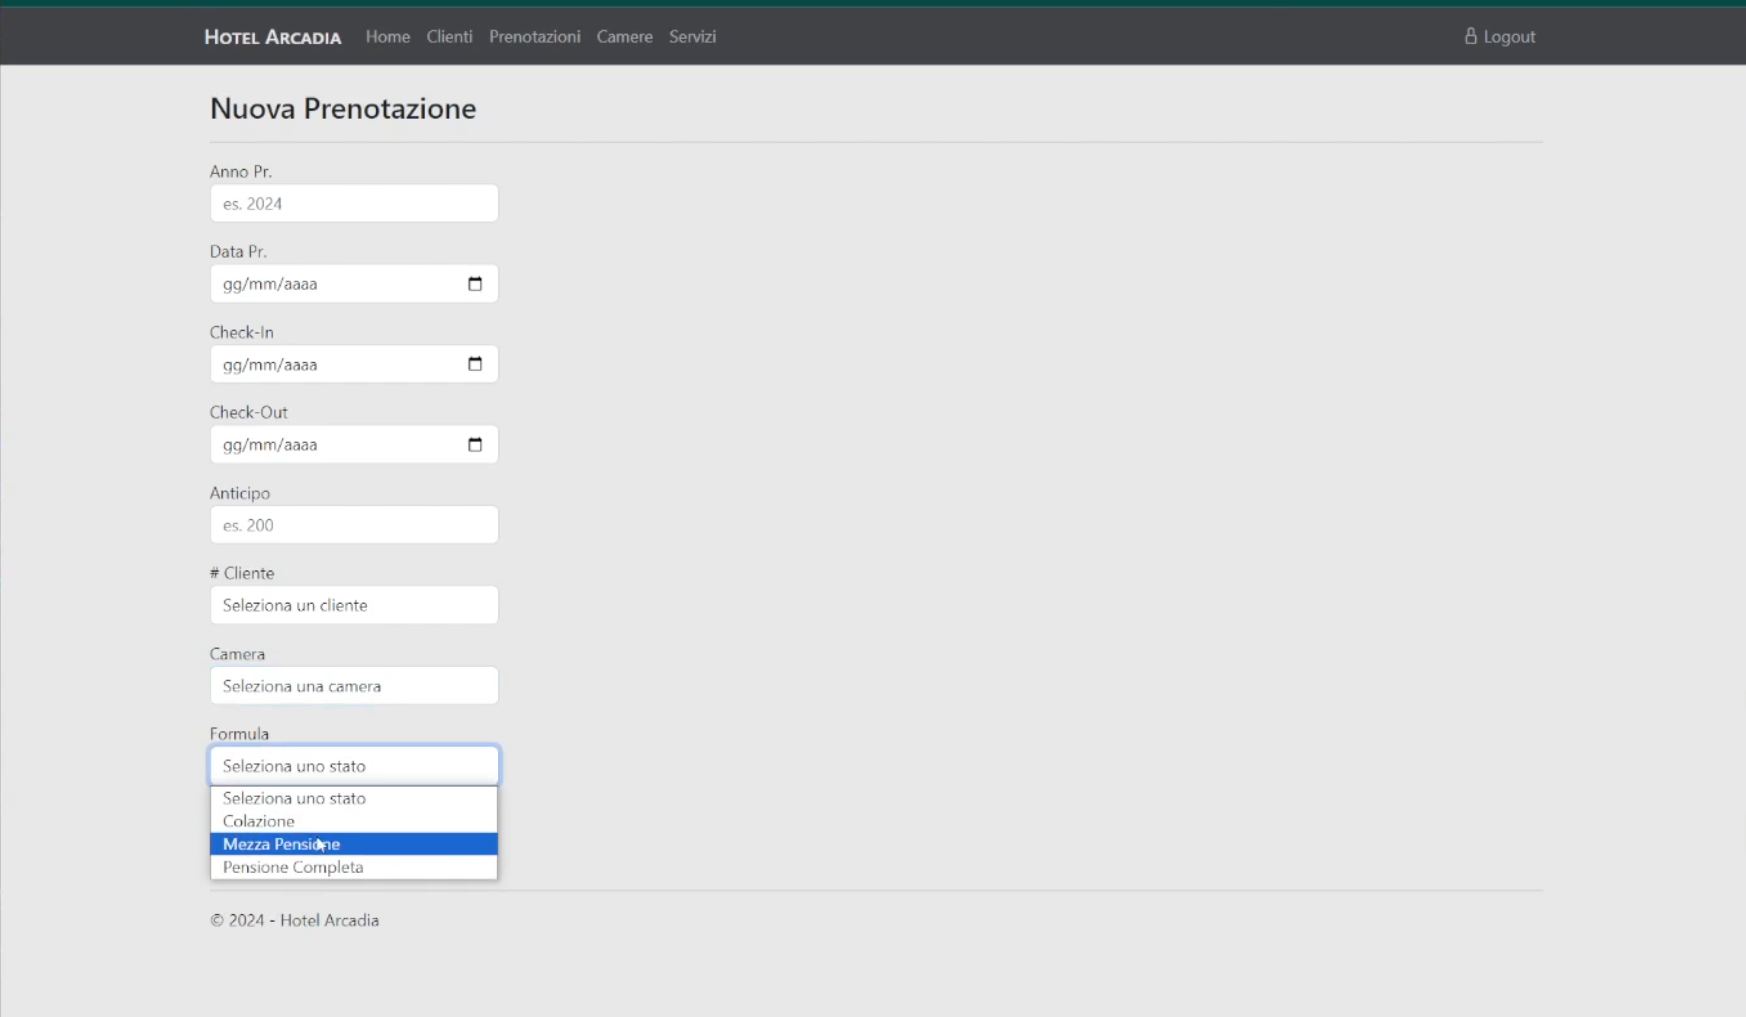 HOTEL ARCADIA Home Clienti Prenotazioni Camere Servizi Logout
Nuova Prenotazione
Anno Pr.
es. 2024
Data Pr.
gg/mm/aaaa
Check-In
gg/mm/aaaa
Check-Out
gg/mm/aaaa
Anticipo
es. 200
# Cliente
Seleziona un cliente
Camera
Seleziona una camera
Formula
Seleziona uno stato
Seleziona uno stato
Colazione
Mezza Pensione
Pensione Completa
© 2024 - Hotel Arcadia